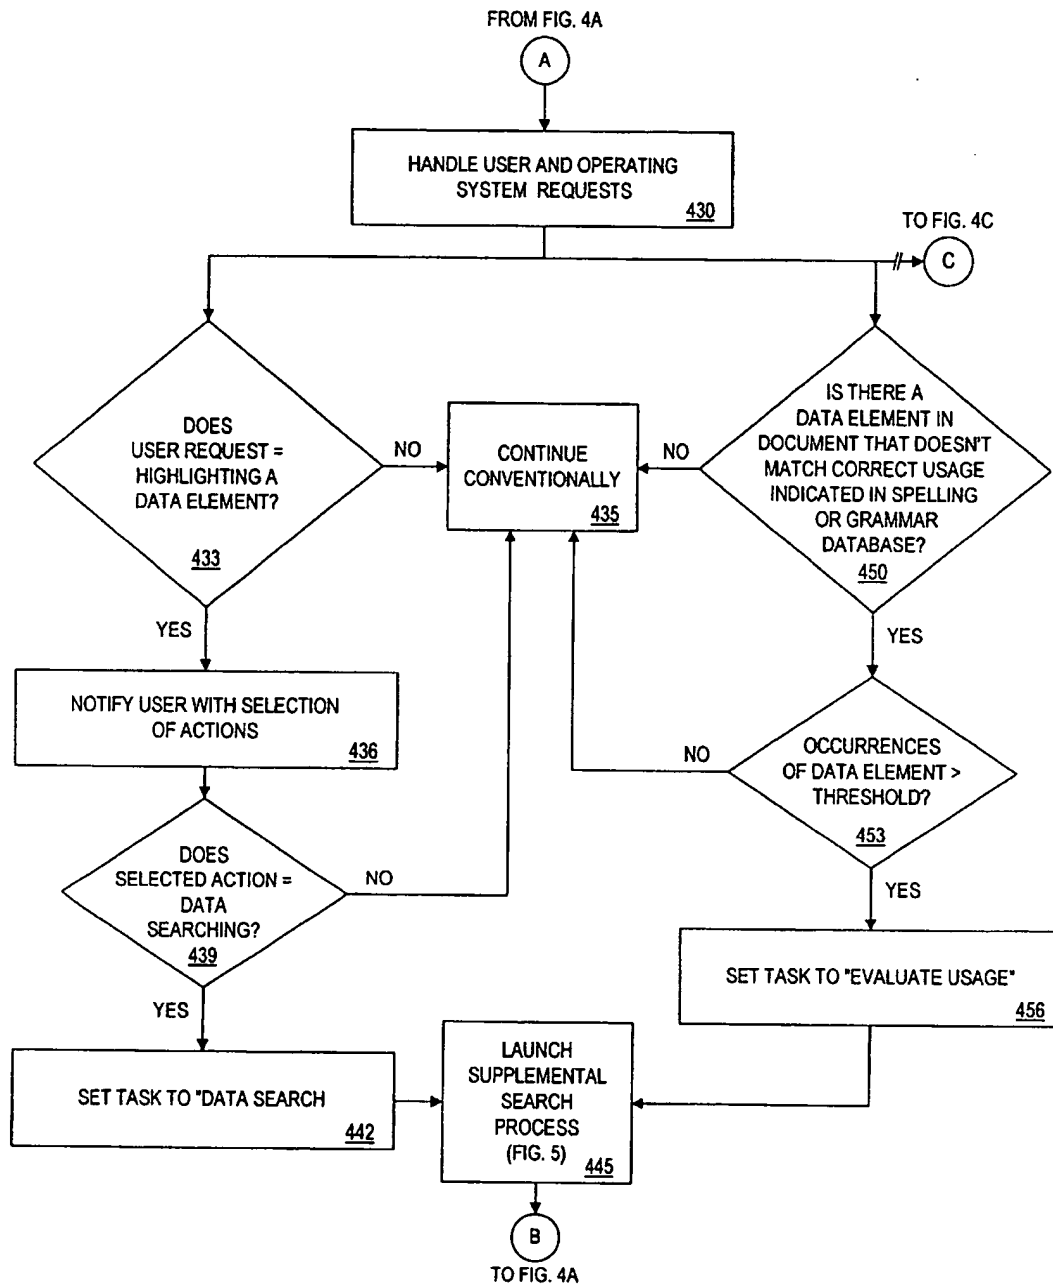 FROM FIG. 4A
A
HANDLE USER AND OPERATING
SYSTEM REQUESTS
430
TO FIG. 4C
C
DOES
USER REQUEST =
HIGHLIGHTING A
DATA ELEMENT?
433
NO
CONTINUE
CONVENTIONALLY
435
NO
IS THERE A
DATA ELEMENT IN
DOCUMENT THAT DOESN'T
MATCH CORRECT USAGE
INDICATED IN SPELLING
OR GRAMMAR
DATABASE?
450
YES
YES
NOTIFY USER WITH SELECTION
OF ACTIONS
436
NO
OCCURRENCES
OF DATA ELEMENT >
THRESHOLD?
453
DOES
SELECTED ACTION =
DATA
SEARCHING?
439
NO
YES
YES
SET TASK TO "EVALUATE USAGE"
456
SET TASK TO "DATA SEARCH
442
LAUNCH
SUPPLEMENTAL
SEARCH
PROCESS
(FIG. 5)
445
B
TO FIG. 4A